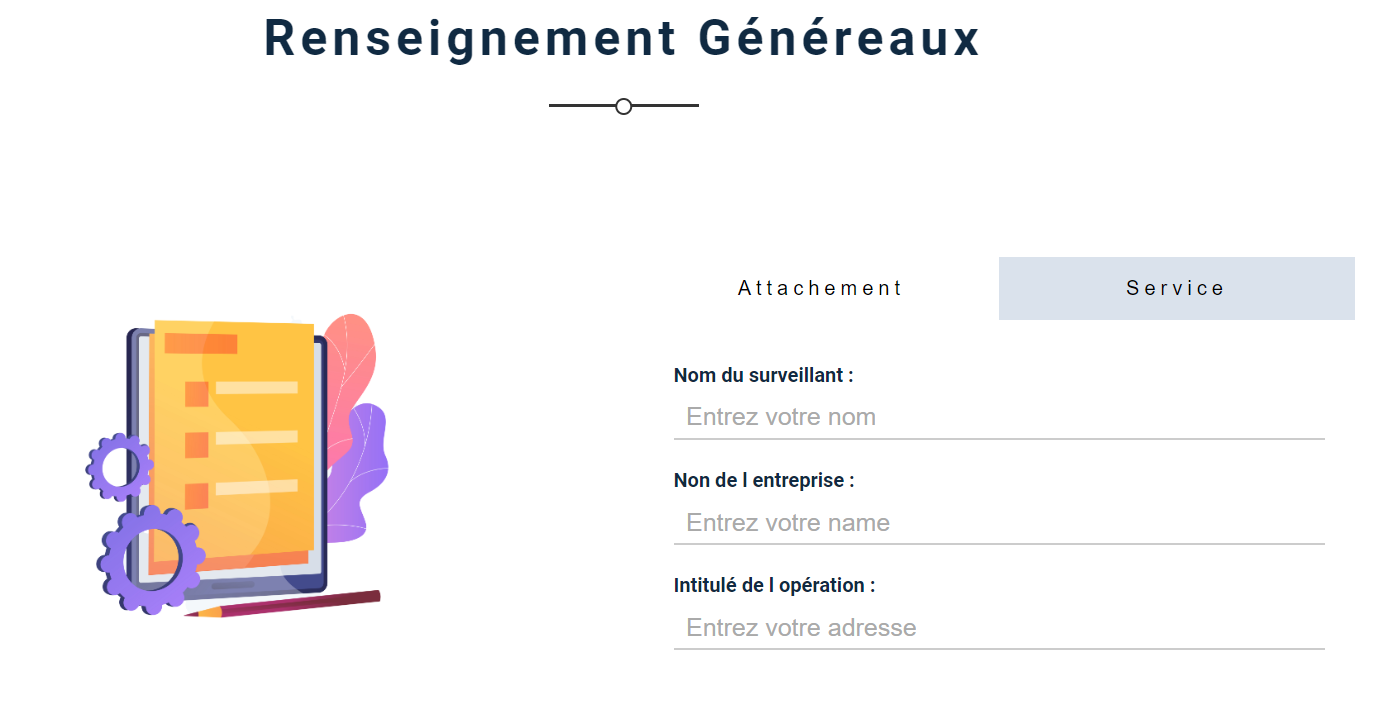 Renseignement Généreaux
Attachement
Service
Nom du surveillant :
Entrez votre nom
Non de l entreprise :
Entrez votre name
Intitulé de l opération :
Entrez votre adresse